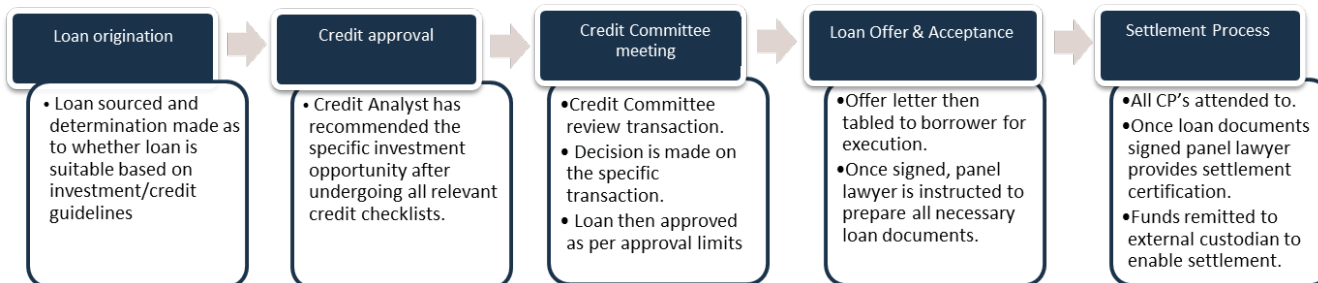 Loan origination
• Loan sourced and
determination made as
to whether loan is
suitable based on
investment/credit
guidelines
Credit approval
• Credit Analyst has
recommended the
specific investment
opportunity after
undergoing all relevant
credit checklists.
Credit Committee
meeting
•Credit Committee
review transaction.
• Decision is made on
the specific
transaction.
• Loan then approved
as per approval limits
Loan Offer & Acceptance
•Offer letter then
tabled to borrower for
execution.
•Once signed, panel
lawyer is instructed to
prepare all necessary
loan documents.
Settlement Process
•All CP's attended to.
•Once loan documents
signed panel lawyer
provides settlement
certification.
•Funds remitted to
external custodian to
enable settlement.